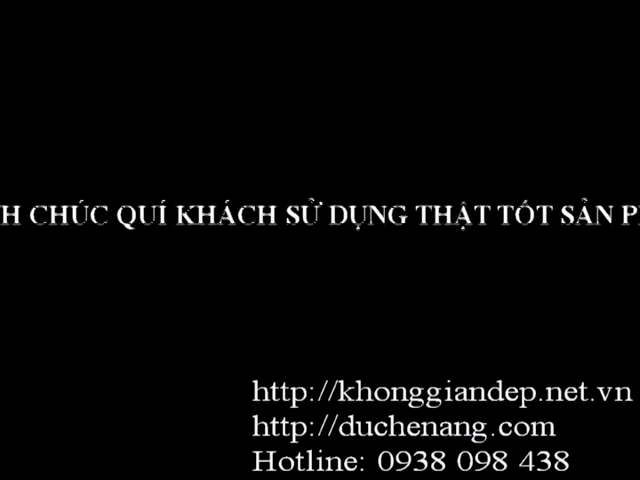 H CHÚC QUÍ KHÁCH SỬ DỤNG THẬT TỐT SẢN
http://khonggiandep.net.vn
http://duchenang.com
Hotline: 0938 098 438